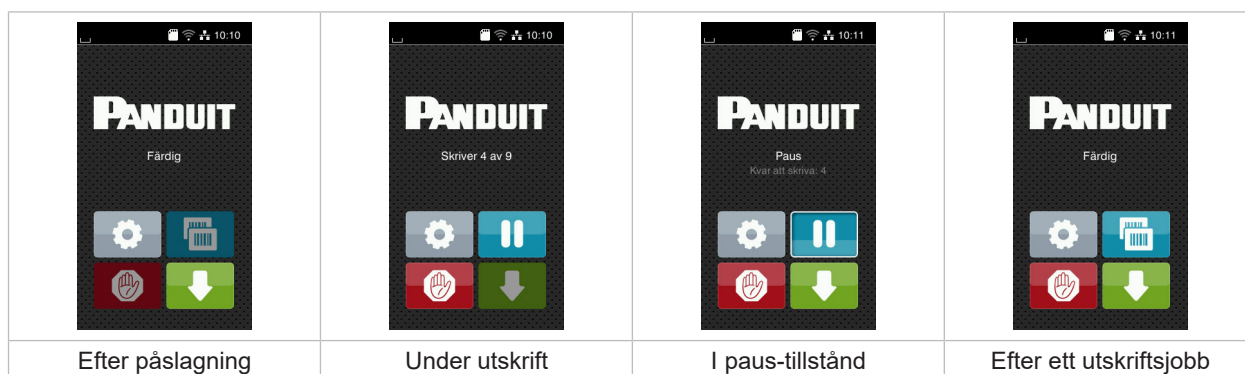 10:10
PANDUIT
Färdig
10:10
PANDUIT
Skriver 4 av 9
10:11
PANDUIT
Paus
Kvar att skriva: 4
10:11
PANDUIT
Färdig
Efter påslagning
Under utskrift
I paus-tillstånd
Efter ett utskriftsjobb